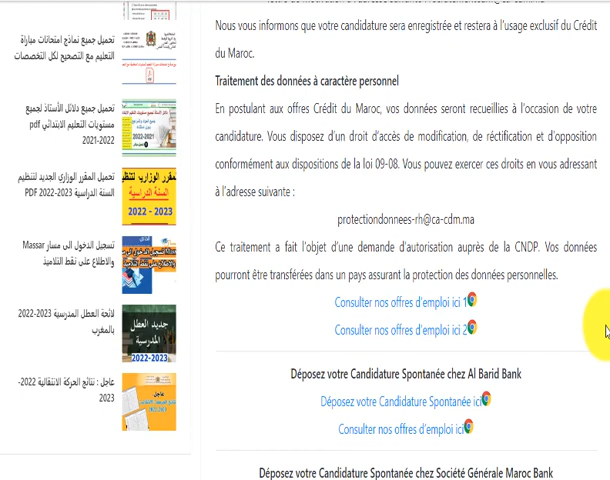 تحميل جميع نماذج امتحانات مباراة
التعليم مع التصحيح لكل التخصصات
تحميل جميع دلائل الأستاذ لجميع
مستويات التعليم الابتدائي pdf
2021-2022
تحميل المقرر الوزاري الجديد لتنظيم
السنة الدراسية 2023-2022 PDF
المقرر الوزاري: لتنظيم
السنة الدراسية
2022 - 2023
تسجيل الدخول الى مسار Massar
والاطلاع على نقط التلاميذ
لائحة العطل المدرسية 2023-2022
بالمغرب
جديد العطل
المدرسية
2022-2023
عاجل : نتائج الحركة الانتقالية 2022-
2023
Nous vous informons que votre candidature sera enregistrée et restera à l'usage exclusif du Crédit
du Maroc.
Traitement des données à caractère personnel
En postulant aux offres Crédit du Maroc, vos données seront recueillies à l'occasion de votre
candidature. Vous disposez d'un droit d'accès de modification, de réctification et d'opposition
conformément aux dispositions de la loi 09-08. Vous pouvez exercer ces droits en vous adressant
à l'adresse suivante :
protectiondonnees-rh@ca-cdm.ma
Ce traitement a fait l'objet d'une demande d'autorisation auprès de la CNDP. Vos données
pourront être transférées dans un pays assurant la protection des données personnelles.
Consulter nos offres d'emploi ici 1
Consulter nos offres d'emploi ici 2
Déposez votre Candidature Spontanée chez Al Barid Bank
Déposez votre Candidature Spontanée ici
Consulter nos offres d'emploi ici
Déposez votre Candidature Spontanée chez Société Générale Maroc Bank